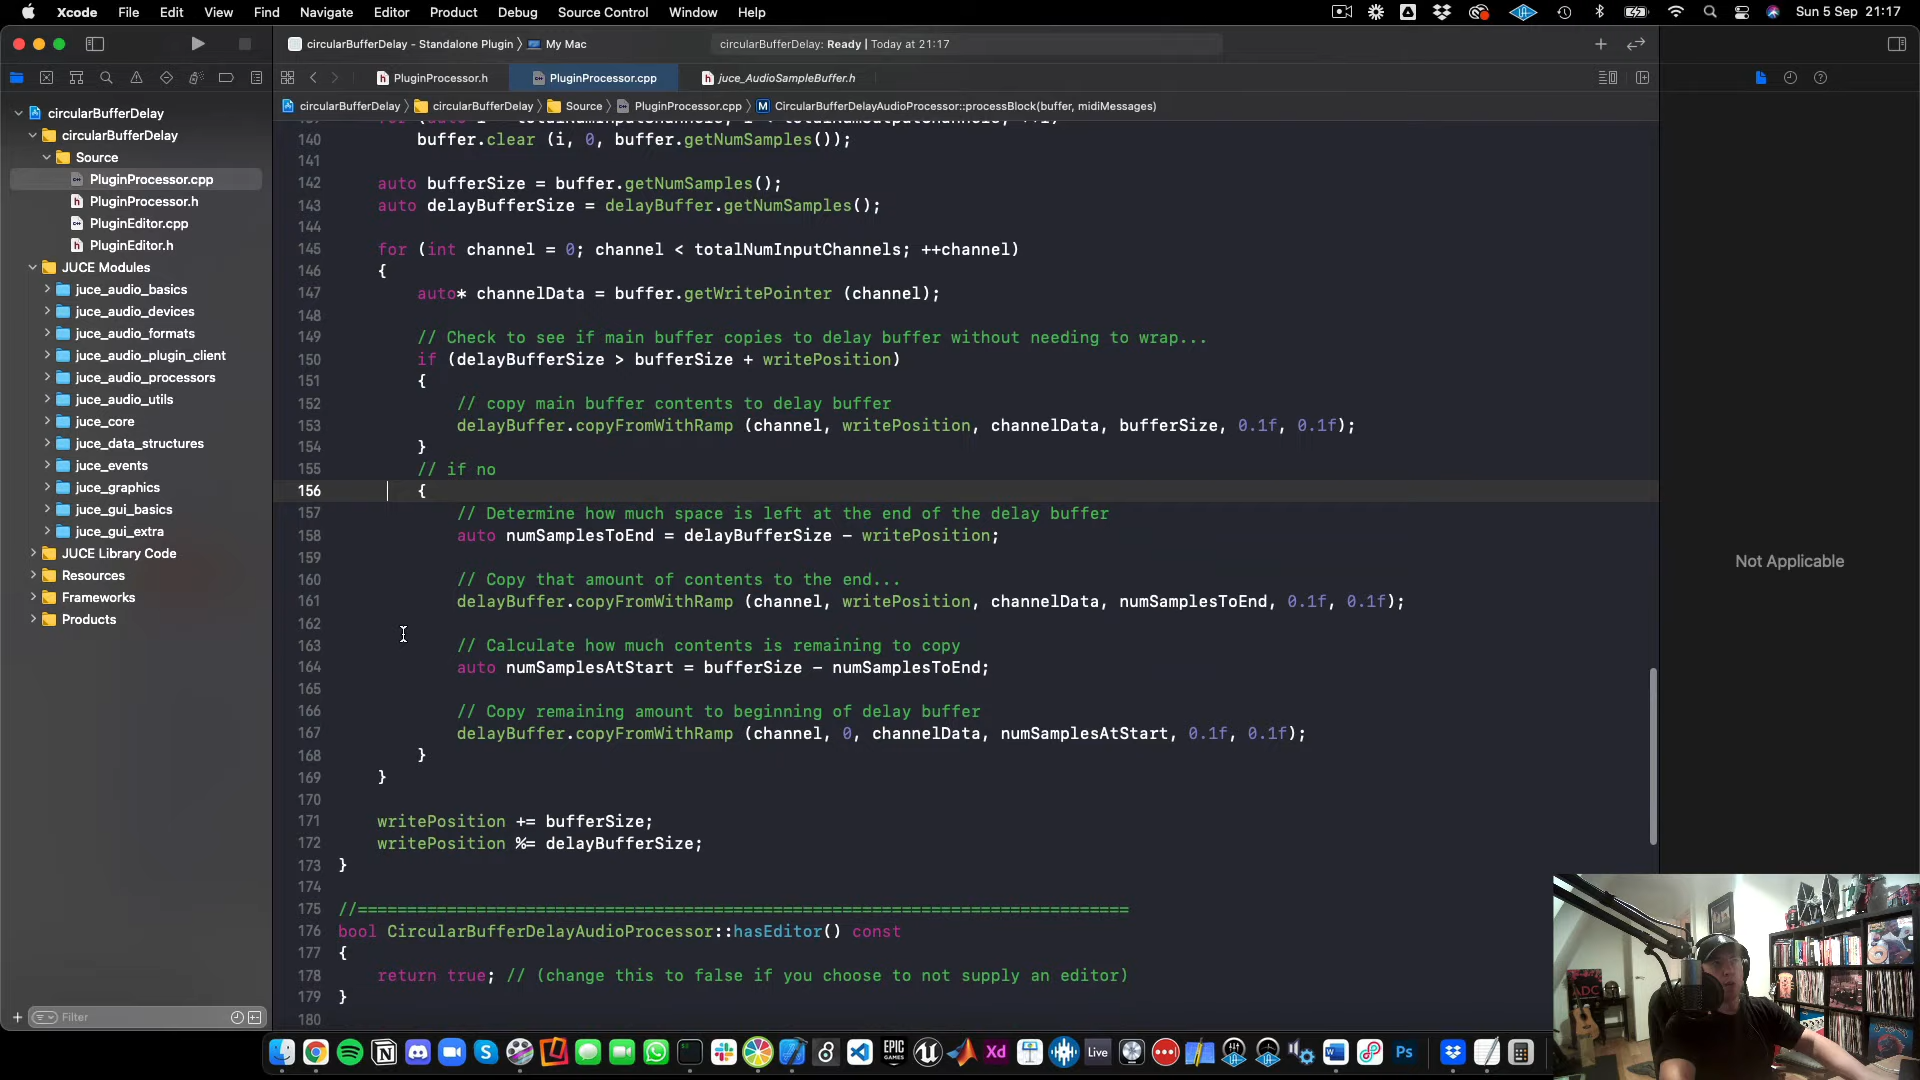 Xcode File Edit View Find Navigate Editor Product Debug Source Control Window Help Sun 5 Sep 21:17
circularBufferDelay - Standalone Plugin 〉 My Mac
circularBufferDelay: Ready | Today at 21:17
PluginProcessor.h PluginProcessor.cpp juce_AudioSampleBuffer.h
circularBufferDelay 〉 circularBufferDelay 〉 Source 〉 PluginProcessor.cpp 〉 M CircularBufferDelayAudioProcessor::processBlock(buffer, midiMessages)
circularBufferDelay
circularBufferDelay
Source
PluginProcessor.cpp
PluginProcessor.h
PluginEditor.cpp
PluginEditor.h
JUCE Modules
juce_audio_basics
juce_audio_devices
juce_audio_formats
juce_audio_plugin_client
juce_audio_processors
juce_audio_utils
juce_core
juce_data_structures
juce_events
juce_graphics
juce_gui_basics
juce_gui_extra
JUCE Library Code
Resources
Frameworks
Products
Filter
140 buffer.clear (i, 0, buffer.getNumSamples());
141
142 auto bufferSize = buffer.getNumSamples();
143 auto delayBufferSize = delayBuffer.getNumSamples();
144
145 for (int channel = 0; channel < totalNumInputChannels; ++channel)
146 {
147 auto* channelData = buffer.getWritePointer (channel);
148
149 // Check to see if main buffer copies to delay buffer without needing to wrap...
150 if (delayBufferSize > bufferSize + writePosition)
151 {
152 // copy main buffer contents to delay buffer
153 delayBuffer.copyFromWithRamp (channel, writePosition, channelData, bufferSize, 0.1f, 0.1f);
154 }
155 // if no
156 {
157 // Determine how much space is left at the end of the delay buffer
158 auto numSamplesToEnd = delayBufferSize - writePosition;
159
160 // Copy that amount of contents to the end...
161 delayBuffer.copyFromWithRamp (channel, writePosition, channelData, numSamplesToEnd, 0.1f, 0.1f);
162
163 // Calculate how much contents is remaining to copy
164 auto numSamplesAtStart = bufferSize - numSamplesToEnd;
165
166 // Copy remaining amount to beginning of delay buffer
167 delayBuffer.copyFromWithRamp (channel, 0, channelData, numSamplesAtStart, 0.1f, 0.1f);
168 }
169 }
170
171 writePosition += bufferSize;
172 writePosition %= delayBufferSize;
173 }
174
175 //==============================================================================
176 bool CircularBufferDelayAudioProcessor::hasEditor() const
177 {
178 return true; // (change this to false if you choose to not supply an editor)
179 }
180
Not Applicable
EPIC GAMES Xd Live Ps
ADC